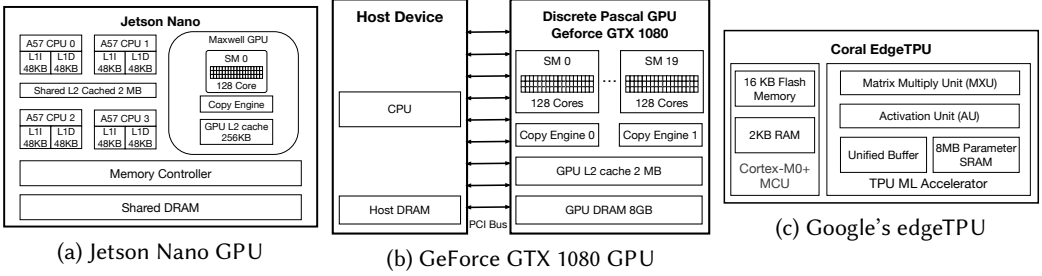 Jetson Nano
A57 CPU 0
L1I
48KB
L1D
48KB
A57 CPU 1
L1I
48KB
L1D
48KB
Shared L2 Cached 2 MB
A57 CPU 2
L1I
48KB
L1D
48KB
A57 CPU 3
L1I
48KB
L1D
48KB
Maxwell GPU
SM 0
128 Core
Copy Engine
GPU L2 cache
256KB
Memory Controller
Shared DRAM
(a) Jetson Nano GPU
Host Device
CPU
Host DRAM
PCI Bus
Discrete Pascal GPU
Geforce GTX 1080
SM 0
128 Cores
...
SM 19
128 Cores
Copy Engine 0
Copy Engine 1
GPU L2 cache 2 MB
GPU DRAM 8GB
(b) GeForce GTX 1080 GPU
Coral EdgeTPU
16 KB Flash
Memory
2KB RAM
Cortex-M0+
MCU
Matrix Multiply Unit (MXU)
Activation Unit (AU)
Unified Buffer
8MB Parameter
SRAM
TPU ML Accelerator
(c) Google's edgeTPU